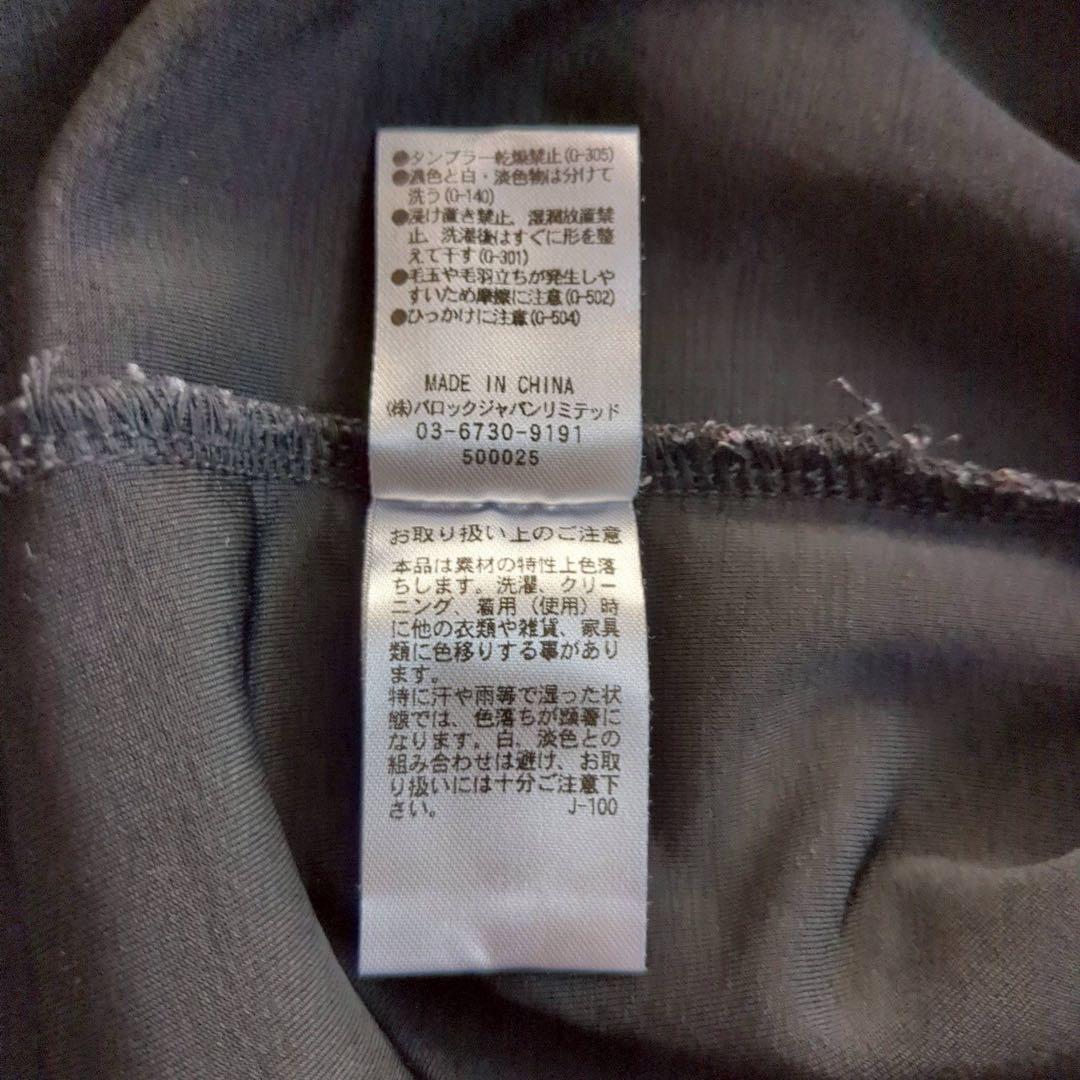 ●タンブラー乾燥禁止(G-305)
●濃色と白・淡色物は分けて
洗う(G-140)
●浸け置き禁止、湿潤放置禁
止、洗濯後はすぐに形を整
えて干す(G-301)
●毛玉や毛羽立ちが発生しや
すいため摩擦に注意(G-502)
●ひっかけに注意(G-504)
MADE IN CHINA
(株)バロックジャパンリミテッド
03-6730-9191
500025
お取り扱い上のご注意
本品は素材の特性上色落
ちします。洗濯、クリー
ニング、着用(使用)時
に他の衣類や雑貨、家具
類に色移りする事があり
ます。
特に汗や雨等で湿った状
態では、色落ちが顕著に
なります。白、淡色との
組み合わせは避け、お取
り扱いには十分ご注意下
さい。 J-100